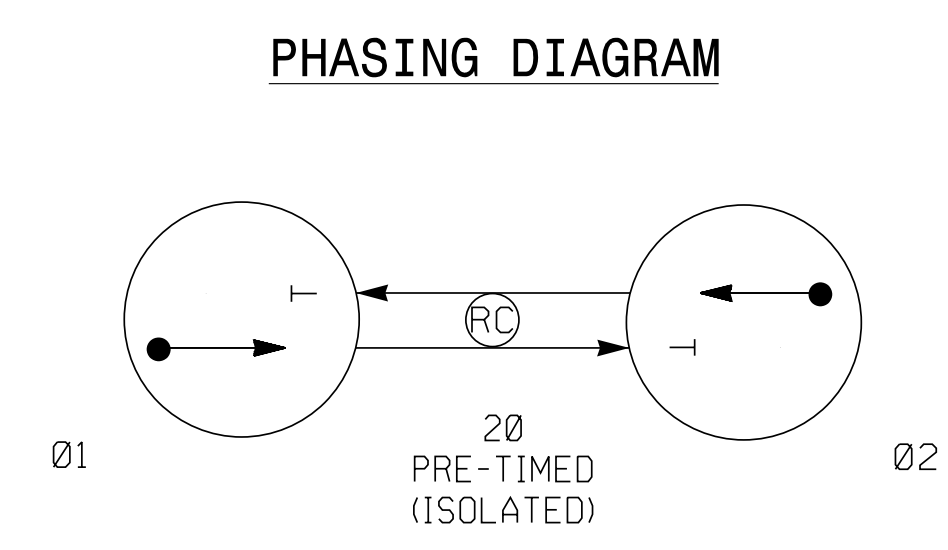 PHASING DIAGRAM
RC
Ø1
2Ø
PRE-TIMED
(ISOLATED)
Ø2